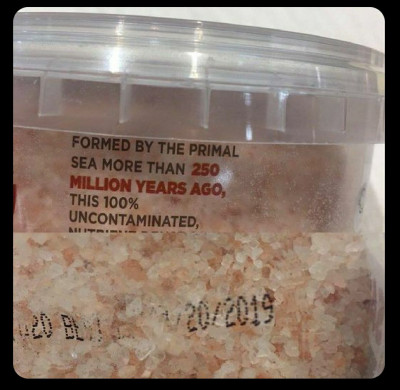 FORMED BY THE PRIMAL
SEA MORE THAN 250
MILLION YEARS AGO,
THIS 100%
UNCONTAMINATED,
20/2019